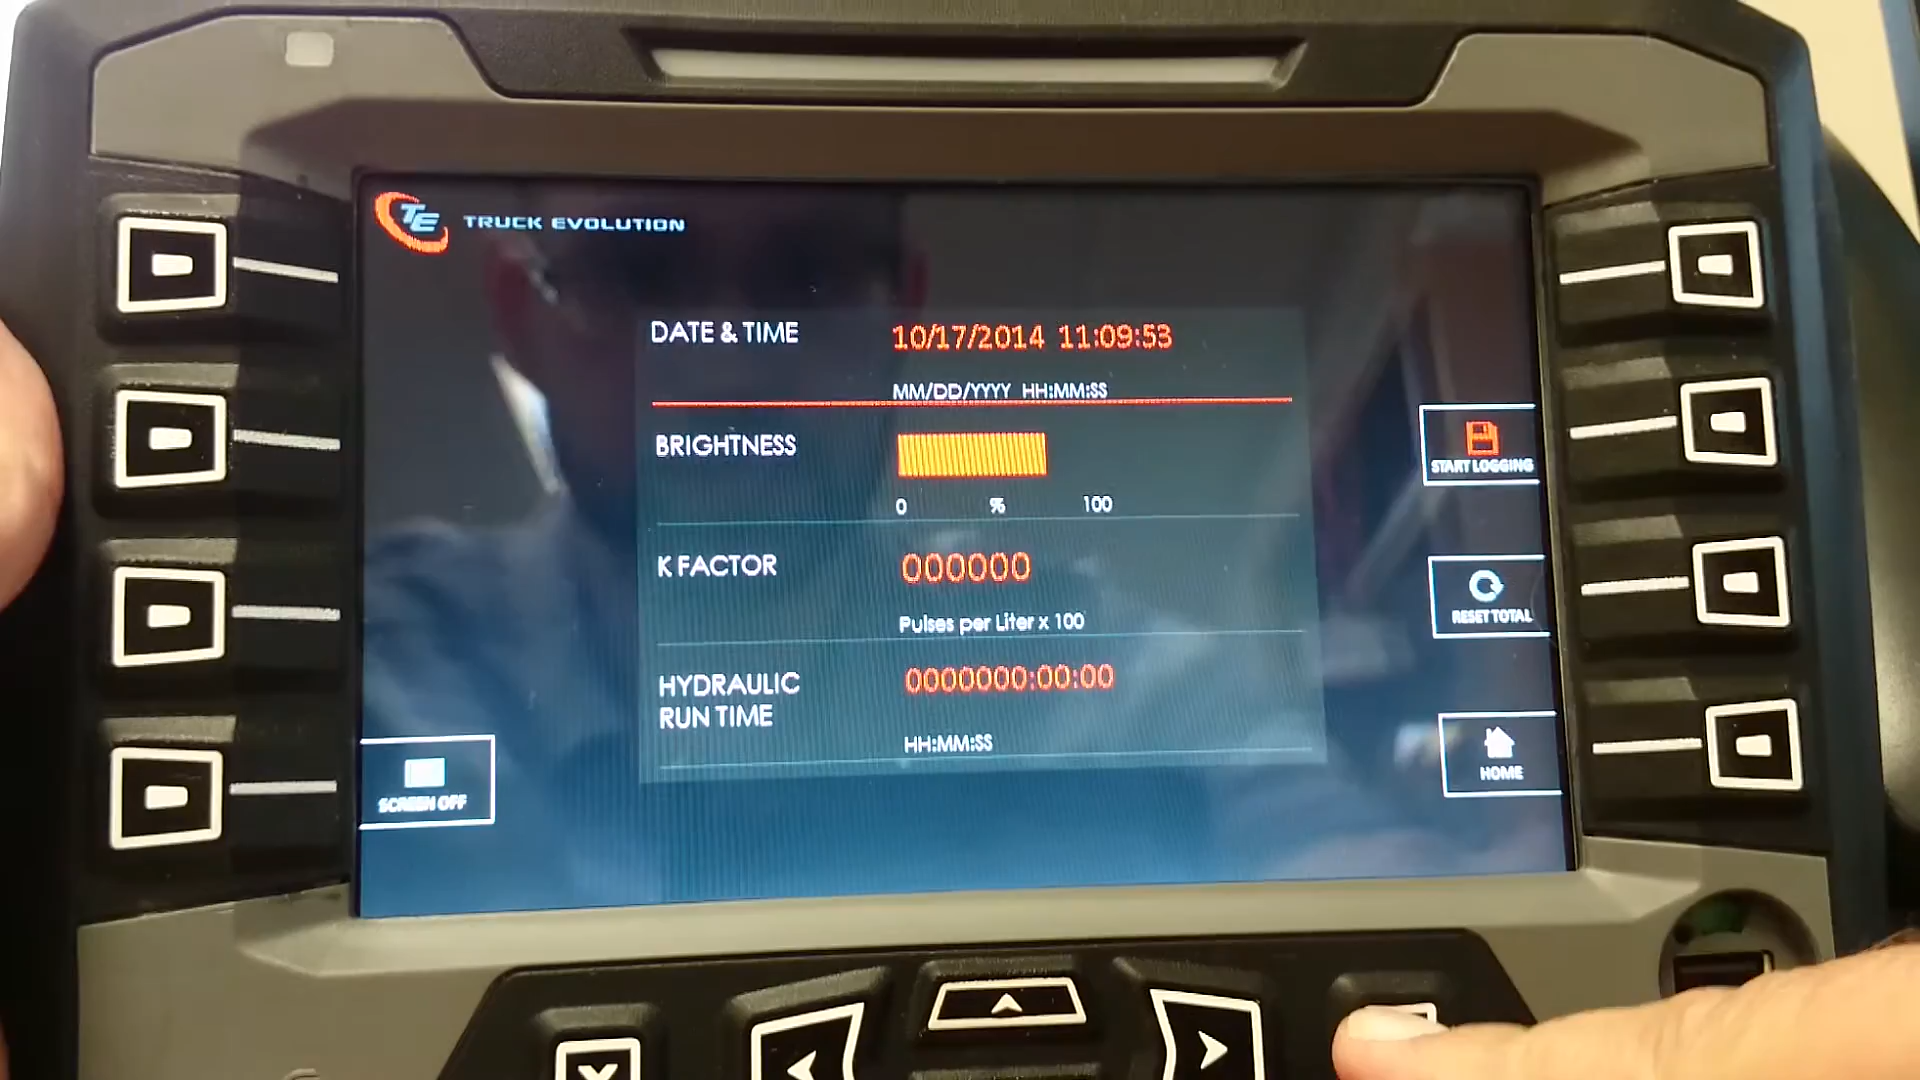 TE TRUCK EVOLUTION
DATE & TIME 10/17/2014 11:09:53
MM/DD/YYYY HH:MM:SS
BRIGHTNESS
0 % 100
START LOGGING
K FACTOR 000000
Pulses per Liter x 100
RESET TOTAL
HYDRAULIC 0000000:00:00
RUN TIME
HH:MM:SS
HOME
SCREEN OFF